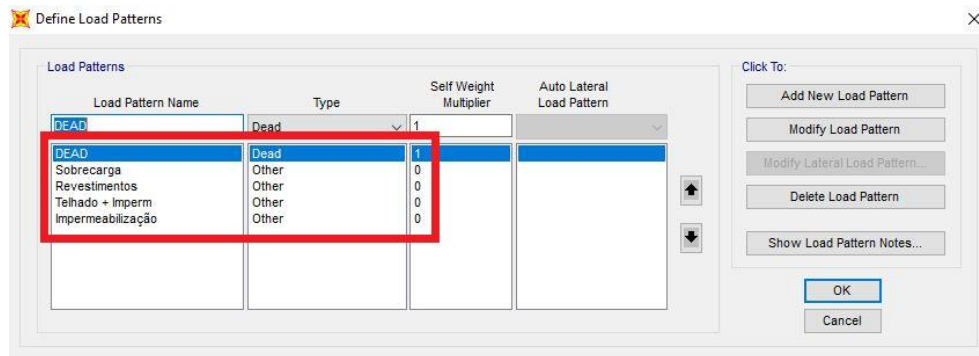 Define Load Patterns
Load Patterns
Click To:
Load Pattern Name Type Self Weight Multiplier Auto Lateral Load Pattern
DEAD Dead 1
DEAD Dead 1
Sobrecarga Other 0
Revestimentos Other 0
Telhado + Imperm Other 0
Impermeabilização Other 0
Add New Load Pattern
Modify Load Pattern
Modify Lateral Load Pattern...
Delete Load Pattern
Show Load Pattern Notes...
OK
Cancel